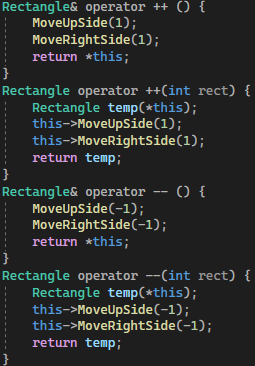 Rectangle& operator ++ () {
    MoveUpSide(1);
    MoveRightSide(1);
    return *this;
}
Rectangle operator ++(int rect) {
    Rectangle temp(*this);
    this->MoveUpSide(1);
    this->MoveRightSide(1);
    return temp;
}
Rectangle& operator -- () {
    MoveUpSide(-1);
    MoveRightSide(-1);
    return *this;
}
Rectangle operator --(int rect) {
    Rectangle temp(*this);
    this->MoveUpSide(-1);
    this->MoveRightSide(-1);
    return temp;
}